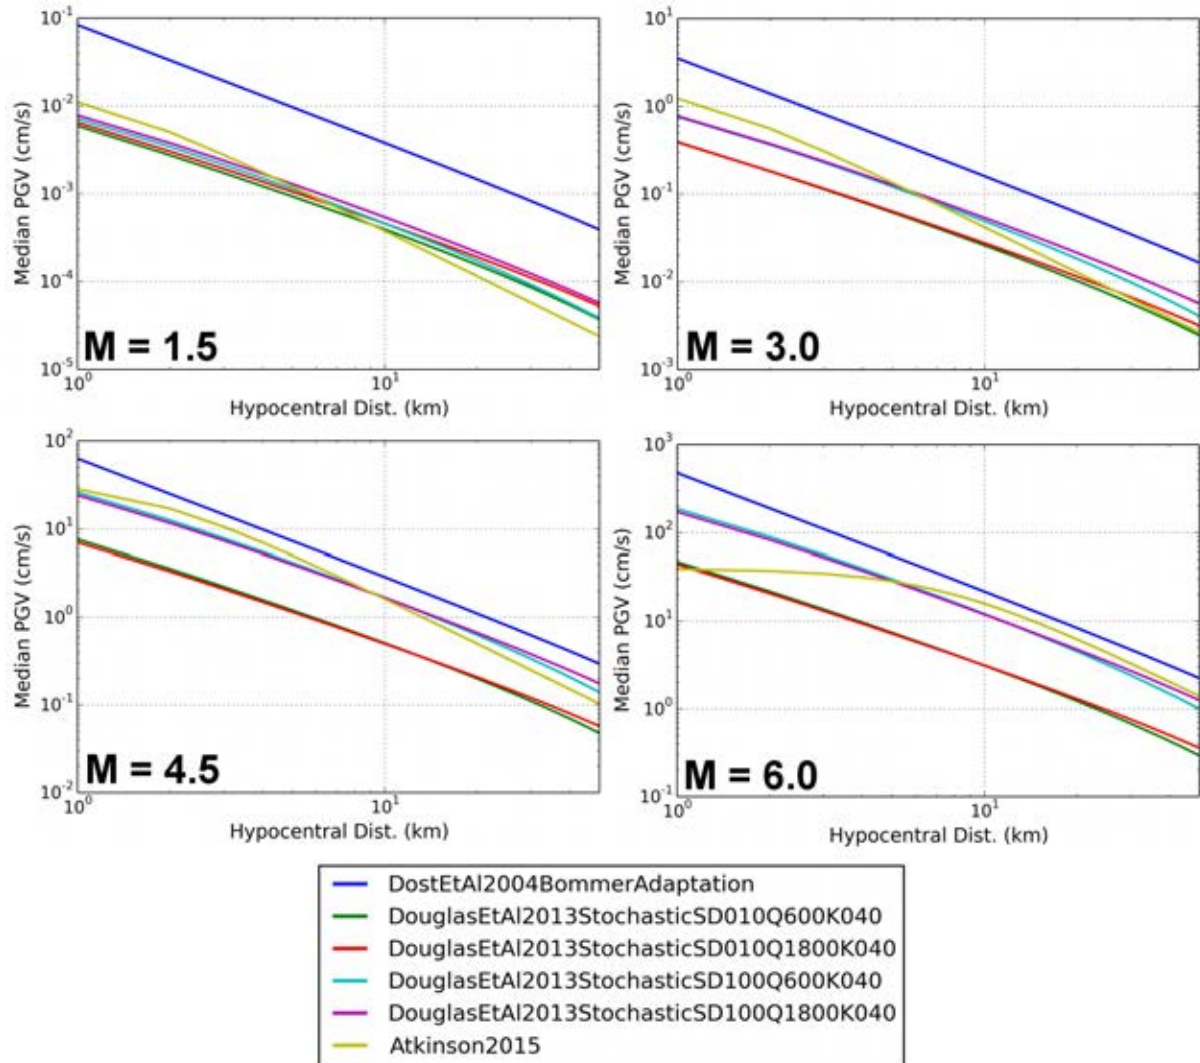 10^-1
10^-2
10^-3
10^-4
10^-5
Median PGV (cm/s)
M = 1.5
10^0
10^1
Hypocentral Dist. (km)
10^1
10^0
10^-1
10^-2
10^-3
Median PGV (cm/s)
M = 3.0
10^0
10^1
Hypocentral Dist. (km)
10^2
10^1
10^0
10^-1
10^-2
Median PGV (cm/s)
M = 4.5
10^0
10^1
Hypocentral Dist. (km)
10^3
10^2
10^1
10^0
10^-1
Median PGV (cm/s)
M = 6.0
10^0
10^1
Hypocentral Dist. (km)
DostEtAl2004BommerAdaptation
DouglasEtAl2013StochasticSD010Q600K040
DouglasEtAl2013StochasticSD010Q1800K040
DouglasEtAl2013StochasticSD100Q600K040
DouglasEtAl2013StochasticSD100Q1800K040
Atkinson2015